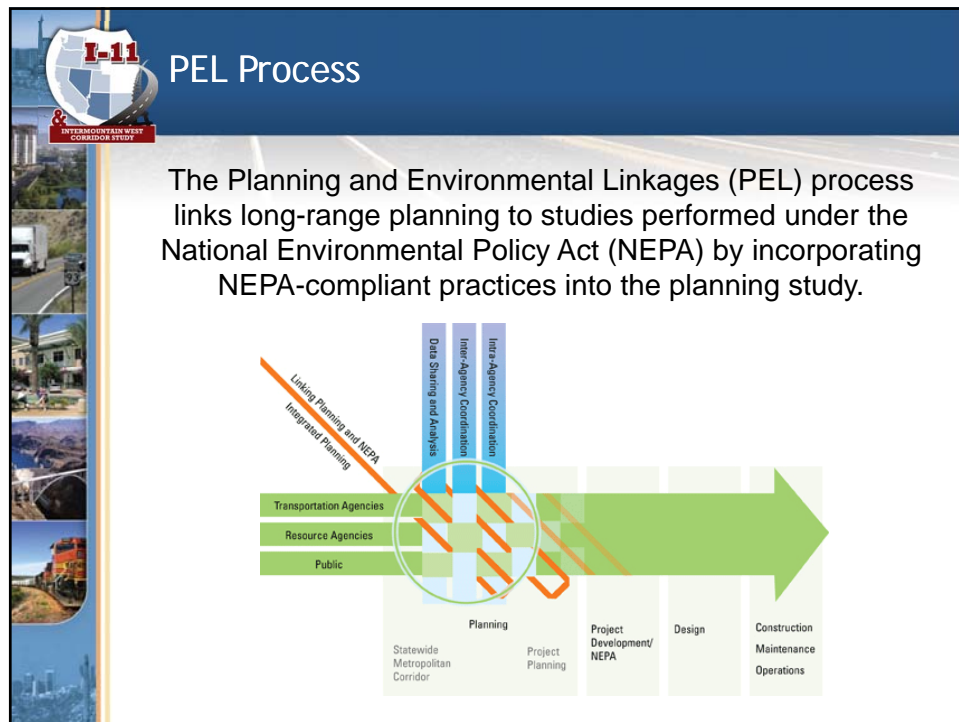 I-11
&
INTERMOUNTAIN WEST
CORRIDOR STUDY
PEL Process
The Planning and Environmental Linkages (PEL) process
links long-range planning to studies performed under the
National Environmental Policy Act (NEPA) by incorporating
NEPA-compliant practices into the planning study.
Linking Planning and NEPA
Integrated Planning
Data Sharing and Analysis
Inter-Agency Coordination
Intra-Agency Coordination
Transportation Agencies
Resource Agencies
Public
Planning
Statewide
Metropolitan
Corridor
Project
Planning
Project
Development/
NEPA
Design
Construction
Maintenance
Operations
93